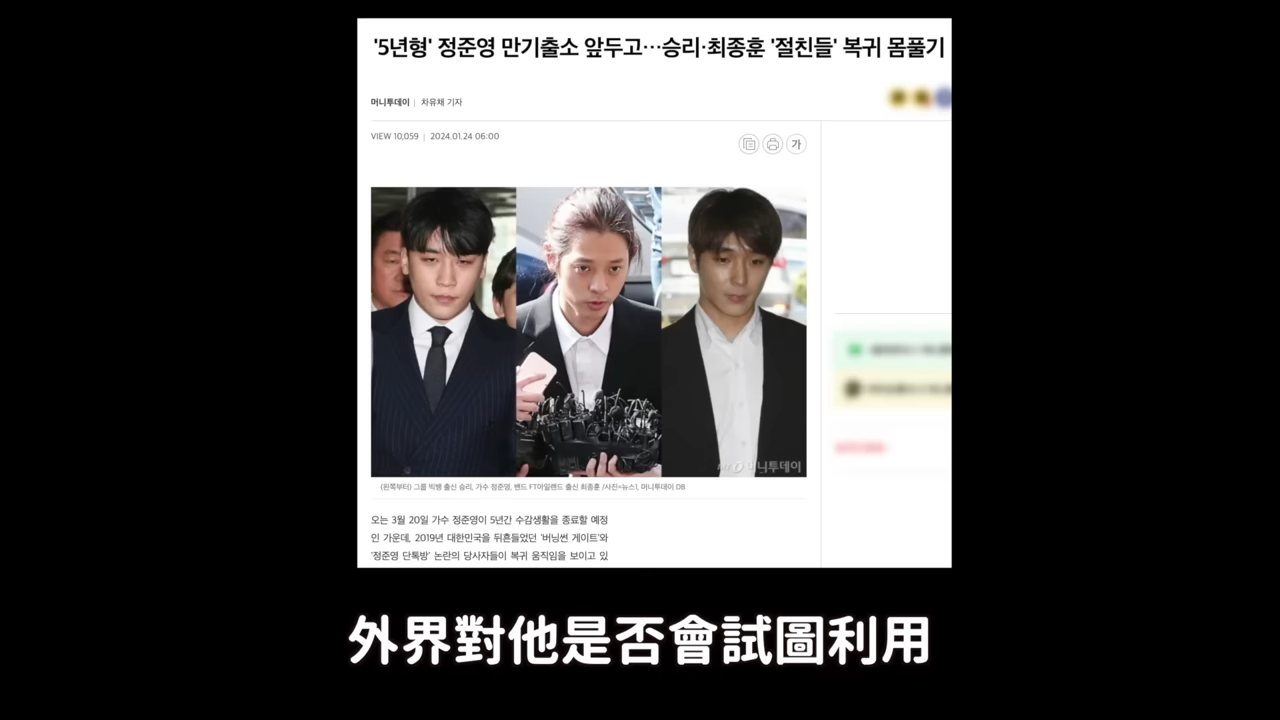 '5년형' 정준영 만기출소 앞두고…승리·최종훈 '절친들' 복귀 몸풀기
머니투데이 | 차유채 기자
VIEW 10,059 | 2024.01.24 06:00
가
머니투데이
(왼쪽부터) 그룹 빅뱅 출신 승리, 가수 정준영, 밴드 FT아일랜드 출신 최종훈 /사진=뉴스1, 머니투데이 DB
오는 3월 20일 가수 정준영이 5년간 수감생활을 종료할 예정
인 가운데, 2019년 대한민국을 뒤흔들었던 '버닝썬 게이트'와
'정준영 단톡방' 논란의 당사자들이 복귀 움직임을 보이고 있
外界對他是否會試圖利用